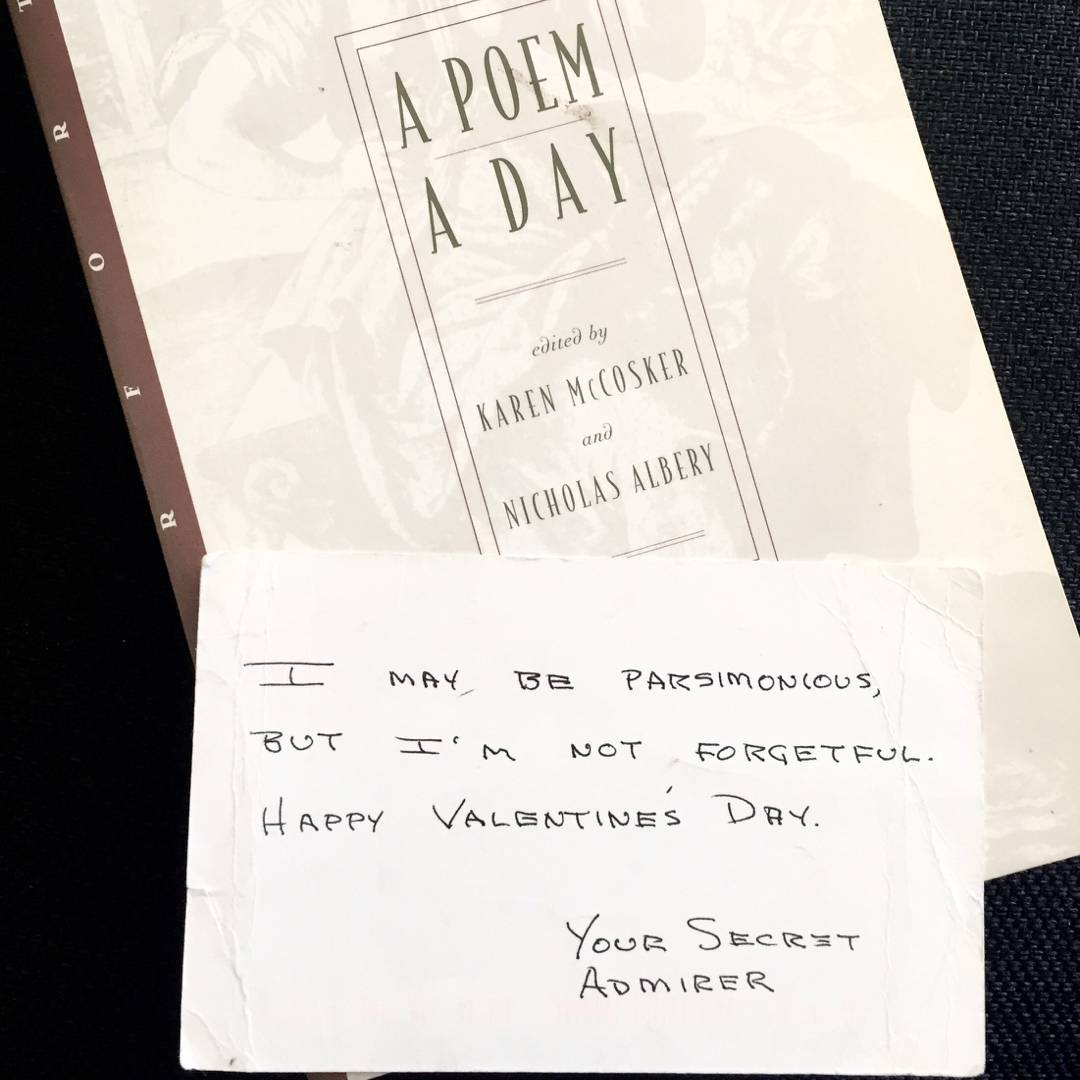 A POEM
A DAY
edited by
KAREN McCOSKER
and
NICHOLAS ALBERY
I MAY BE PARSIMONIOUS,
BUT I'M NOT FORGETFUL.
HAPPY VALENTINE'S DAY.
YOUR SECRET
ADMIRER